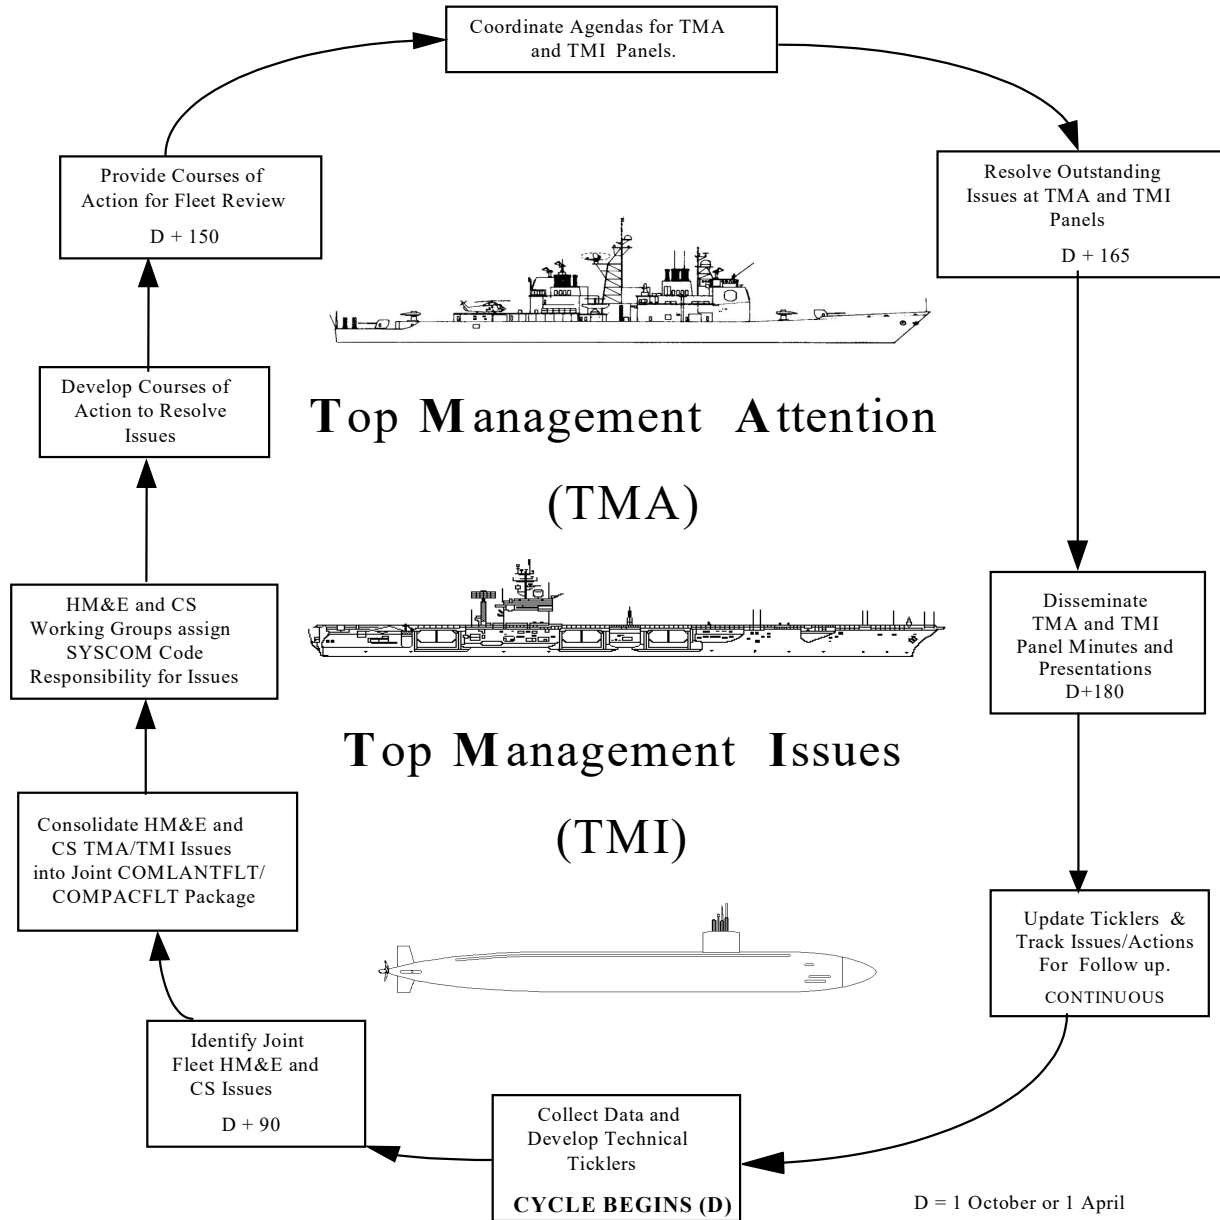 Coordinate Agendas for TMA
and TMI Panels.
Provide Courses of
Action for Fleet Review
D + 150
Resolve Outstanding
Issues at TMA and TMI
Panels
D + 165
Develop Courses of
Action to Resolve
Issues
Top Management Attention
(TMA)
HM&E and CS
Working Groups assign
SYSCOM Code
Responsibility for Issues
Disseminate
TMA and TMI
Panel Minutes and
Presentations
D+180
Top Management Issues
(TMI)
Consolidate HM&E and
CS TMA/TMI Issues
into Joint COMLANTFLT/
COMPACFLT Package
Update Ticklers &
Track Issues/Actions
For Follow up.
CONTINUOUS
Identify Joint
Fleet HM&E and
CS Issues
D + 90
Collect Data and
Develop Technical
Ticklers
CYCLE BEGINS (D)
D = 1 October or 1 April